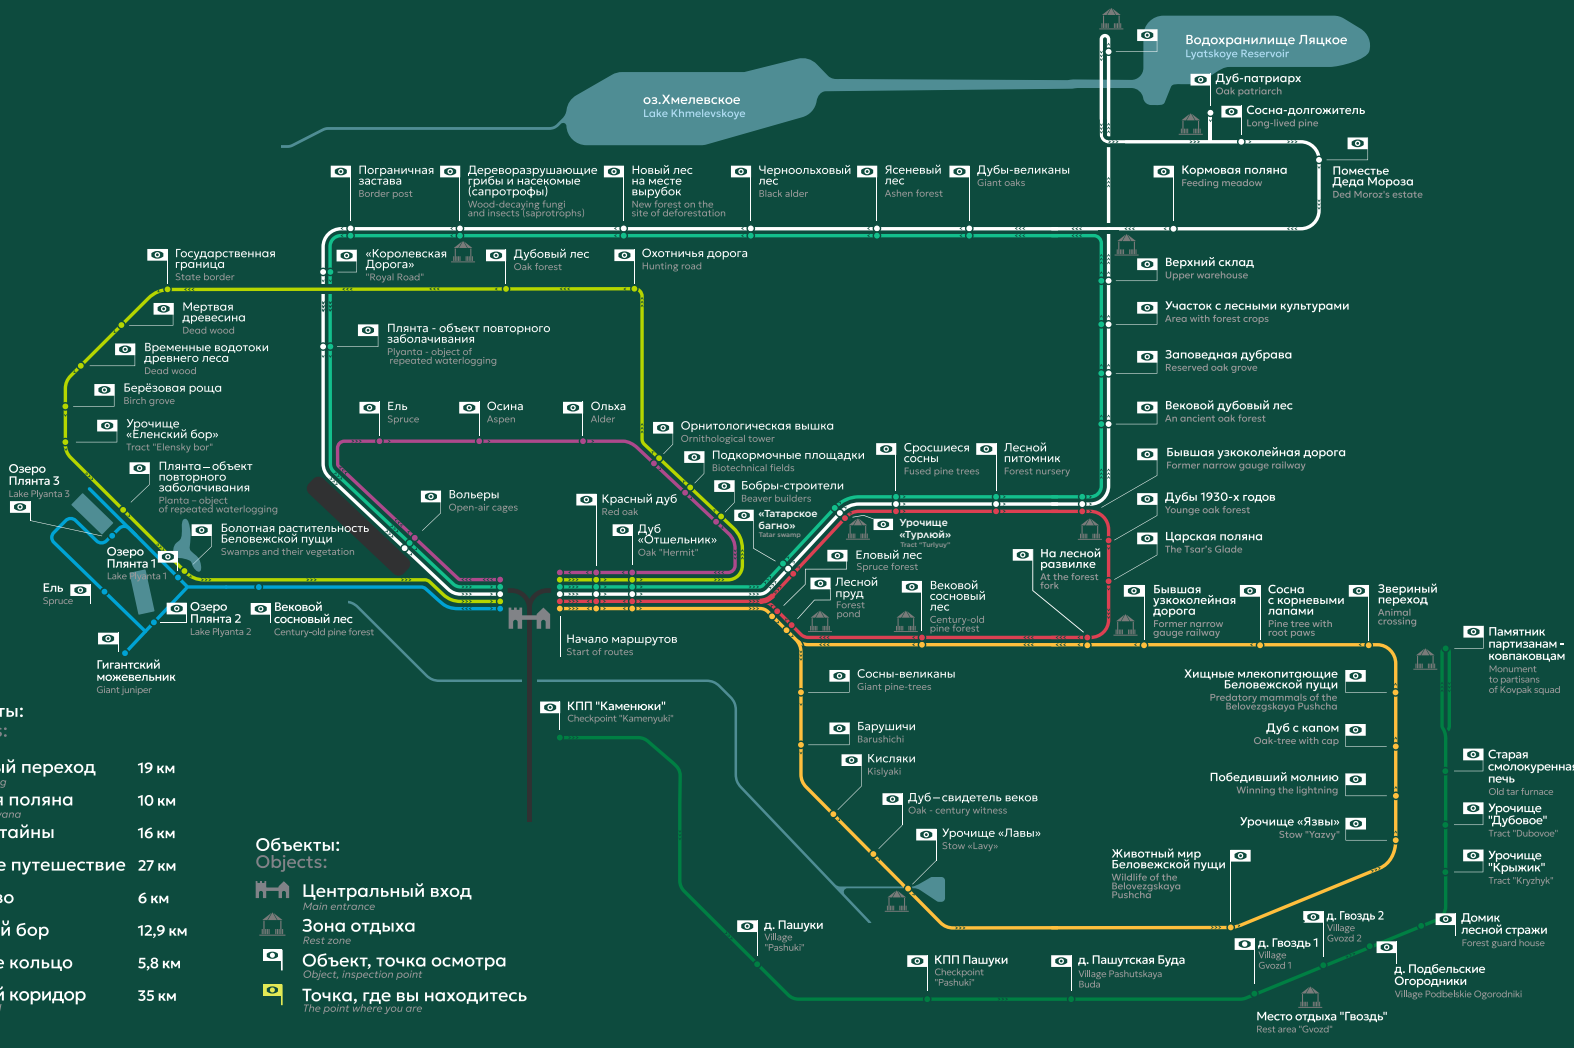 Водохранилище Ляцкое
Lyatskoye Reservoir
Дуб-патриарх
Oak patriarch
оз.Хмелевское
Lake Khmelevskoye
Сосна-долгожитель
Long-lived pine
Пограничная
застава
Border post
Дереворазрушающие
грибы и насекомые
(сапротрофы)
Wood-decaying fungi
and insects (saprotrophs)
Новый лес
на месте
вырубок
New forest on the
site of deforestation
Черноольховый
лес
Black alder
Ясеневый
лес
Ashen forest
Дубы-великаны
Giant oaks
Кормовая поляна
Feeding meadow
Поместье
Деда Мороза
Ded Moroz's estate
Государственная
граница
State border
«Королевская
Дорога»
"Royal Road"
Дубовый лес
Oak forest
Охотничья дорога
Hunting road
Верхний склад
Upper warehouse
Мертвая
древесина
Dead wood
Участок с лесными культурами
Area with forest crops
Плянта - объект повторного
заболачивания
Plyanta - object of
repeated waterlogging
Временные водотоки
древнего леса
Dead wood
Заповедная дубрава
Reserved oak grove
Берёзовая роща
Birch grove
Ель
Spruce
Осина
Aspen
Ольха
Alder
Вековой дубовый лес
An ancient oak forest
Урочище
«Еленский бор»
Tract "Elensky bor"
Орнитологическая вышка
Ornithological tower
Подкормочные площадки
Biotechnical fields
Сросшиеся
сосны
Fused pine trees
Лесной
питомник
Forest nursery
Бывшая узкоколейная дорога
Former narrow gauge railway
Озеро
Плянта 3
Lake Plyanta 3
Плянта–объект
повторного
заболачивания
Planta – object
of repeated waterlogging
Бобры-строители
Beaver builders
Вольеры
Open-air cages
Красный дуб
Red oak
Дубы 1930-х годов
Younge oak forest
«Татарское
багно»
Tatar swamp
Урочище
«Турлюй»
Tract "Turlyuy"
Болотная растительность
Беловежской пущи
Swamps and their vegetation
Дуб
«Отшельник»
Oak "Hermit"
Царская поляна
The Tsar's Glade
Озеро
Плянта 1
Lake Plyanta 1
Еловый лес
Spruce forest
На лесной
развилке
At the forest
fork
Ель
Spruce
Лесной
пруд
Forest
pond
Вековой
сосновый
лес
Century-old
pine forest
Бывшая
узкоколейная
дорога
Former narrow
gauge railway
Сосна
с корневыми
лапами
Pine tree with
root paws
Звериный
переход
Animal
crossing
Озеро
Плянта 2
Lake Plyanta 2
Вековой
сосновый лес
Century-old pine forest
Начало маршрутов
Start of routes
Памятник
партизанам -
ковпаковцам
Monument
to partisans
of Kovpak squad
Гигантский
можевельник
Giant juniper
Сосны-великаны
Giant pine-trees
Хищные млекопитающие
Беловежской пущи
Predatory mammals of the
Belovezgskaya Pushcha
КПП "Каменюки"
Checkpoint "Kamenyuki"
ты:
s:
Барушичи
Barushichi
Дуб с капом
Oak-tree with cap
Кисляки
Kislyaki
Старая
смолокуренная
печь
Old tar furnace
ый переход 19 км
g
Победивший молнию
Winning the lightning
я поляна 10 км
yana
Дуб–свидетель веков
Oak - century witness
Урочище
"Дубовое"
Tract "Dubovoe"
тайны 16 км
Урочище «Лавы»
Stow «Lavy»
Урочище «Язвы»
Stow "Yazvy"
Объекты:
Objects:
Животный мир
Беловежской пущи
Wildlife of the
Belovezgskaya
Pushcha
Урочище
"Крыжик"
Tract "Kryzhyk"
е путешествие 27 км
Центральный вход
Main entrance
во 6 км
Зона отдыха
Rest zone
й бор 12,9 км
д. Пашуки
Village
"Pashuki"
д. Гвоздь 2
Village
Gvozd 2
Домик
лесной стражи
Forest guard house
д. Гвоздь 1
Village
Gvozd 1
Объект, точка осмотра
Object, inspection point
е кольцо 5,8 км
КПП Пашуки
Checkpoint
"Pashuki"
д. Пашутская Буда
Village Pashutskaya
Buda
д. Подбельские
Огородники
Village Podbelskie Ogorodniki
Точка, где вы находитесь
The point where you are
й коридор 35 км
Место отдыха "Гвоздь"
Rest area "Gvozd"